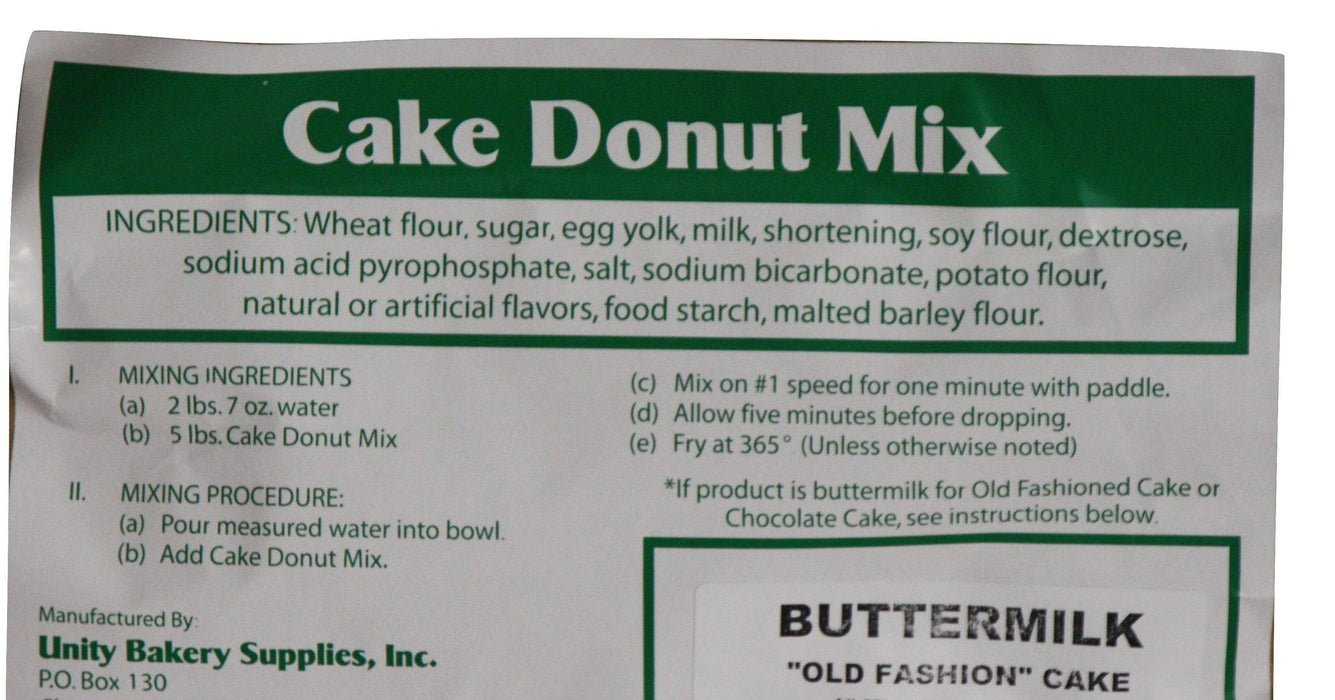 Cake Donut Mix
INGREDIENTS: Wheat flour, sugar, egg yolk, milk, shortening, soy flour, dextrose,
sodium acid pyrophosphate, salt, sodium bicarbonate, potato flour,
natural or artificial flavors, food starch, malted barley flour.
I. MIXING INGREDIENTS
(a) 2 lbs. 7 oz. water
(b) 5 lbs. Cake Donut Mix
II. MIXING PROCEDURE:
(a) Pour measured water into bowl.
(b) Add Cake Donut Mix.
(c) Mix on #1 speed for one minute with paddle.
(d) Allow five minutes before dropping.
(e) Fry at 365° (Unless otherwise noted)
*If product is buttermilk for Old Fashioned Cake or
Chocolate Cake, see instructions below.
BUTTERMILK
"OLD FASHION" CAKE
Manufactured By:
Unity Bakery Supplies, Inc.
P.O. Box 130